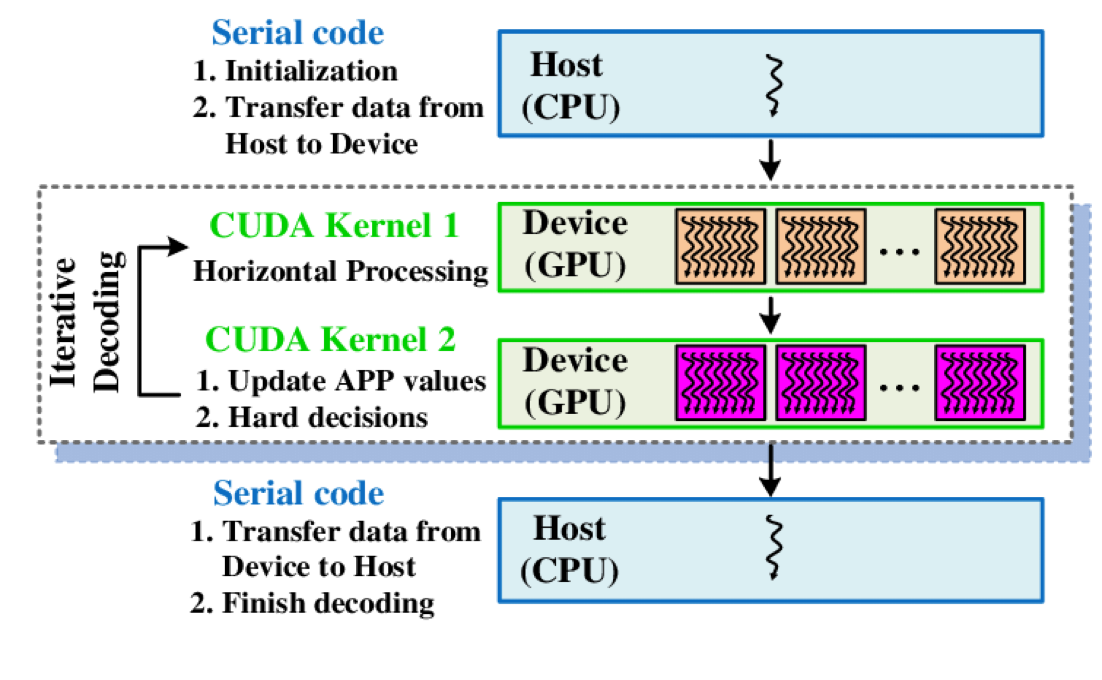 Serial code
1. Initialization
2. Transfer data from
Host to Device
Host
(CPU)
Iterative
Decoding
CUDA Kernel 1
Horizontal Processing
Device
(GPU)
...
CUDA Kernel 2
1. Update APP values
2. Hard decisions
Device
(GPU)
...
Serial code
1. Transfer data from
Device to Host
2. Finish decoding
Host
(CPU)